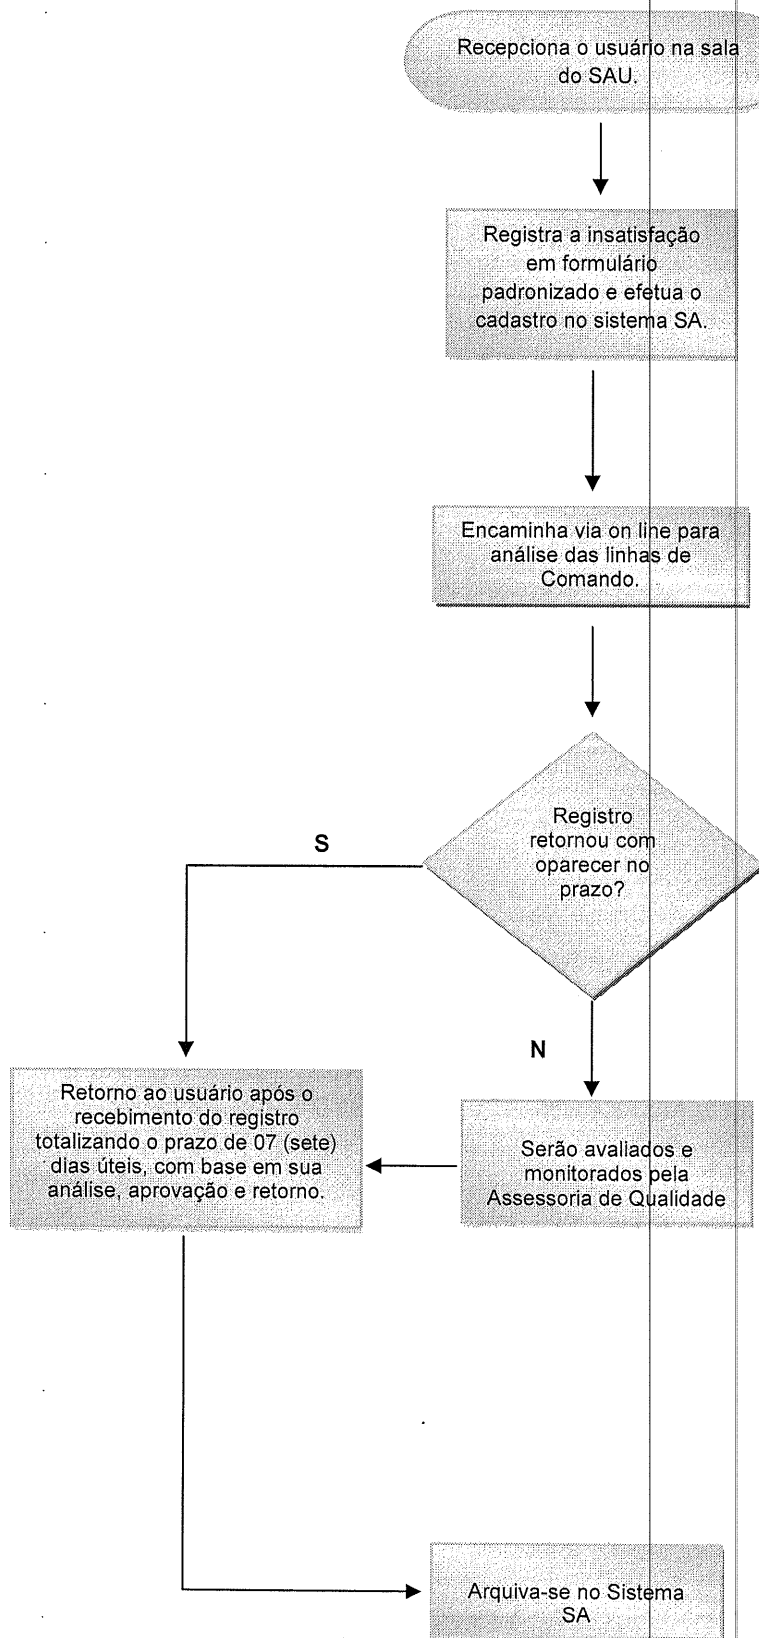 Recepciona o usuário na sala
do SAU.
Registra a insatisfação
em formulário
padronizado e efetua o
cadastro no sistema SA.
Encaminha via on line para
análise das linhas de
Comando.
Registro
retornou com
oparecer no
prazo?
S
N
Retorno ao usuário após o
recebimento do registro
totalizando o prazo de 07 (sete)
dias úteis, com base em sua
análise, aprovação e retorno.
Serão avaliados e
monitorados pela
Assessoria de Qualidade
Arquiva-se no Sistema
SA